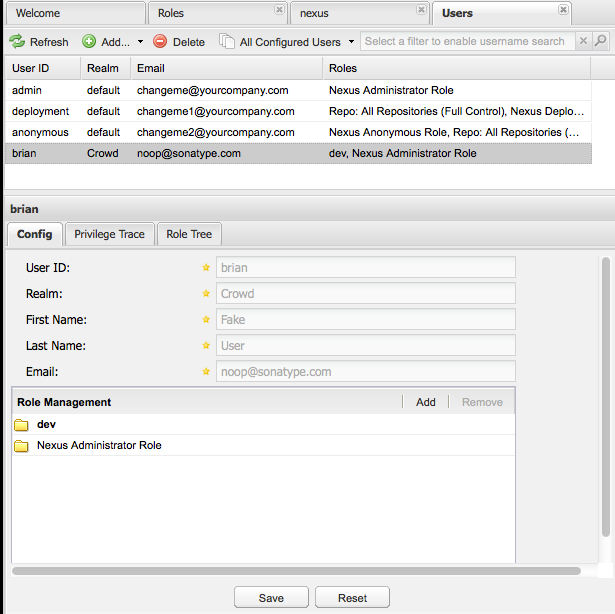 Welcome Roles nexus Users
Refresh Add... Delete All Configured Users Select a filter to enable username search
User ID Realm Email Roles
admin default changeme@yourcompany.com Nexus Administrator Role
deployment default changeme1@yourcompany.com Repo: All Repositories (Full Control), Nexus Deplo...
anonymous default changeme2@yourcompany.com Nexus Anonymous Role, Repo: All Repositories (...
brian Crowd noop@sonatype.com dev, Nexus Administrator Role
brian
Config Privilege Trace Role Tree
User ID: brian
Realm: Crowd
First Name: Fake
Last Name: User
Email: noop@sonatype.com
Role Management Add Remove
dev
Nexus Administrator Role
Save Reset